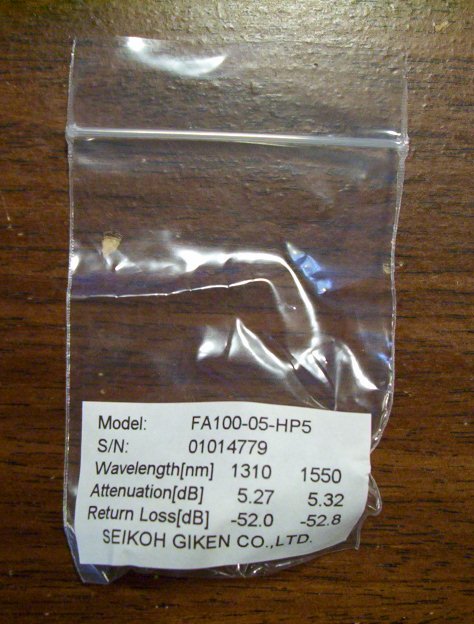 Model: FA100-05-HP5
S/N: 01014779
Wavelength[nm] 1310 1550
Attenuation[dB] 5.27 5.32
Return Loss[dB] -52.0 -52.8
SEIKOH GIKEN CO.,LTD.